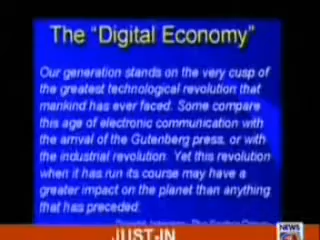 The "Digital Economy"
Our generation stands on the very cusp of
the greatest technological revolution that
mankind has ever faced. Some compare
this age of electronic communication with
the arrival of the Gutenberg press, or with
the industrial revolution. Yet this revolution
when it has run its course may have a
greater impact on the planet than anything
that has preceded.
JUST-IN
NEWS